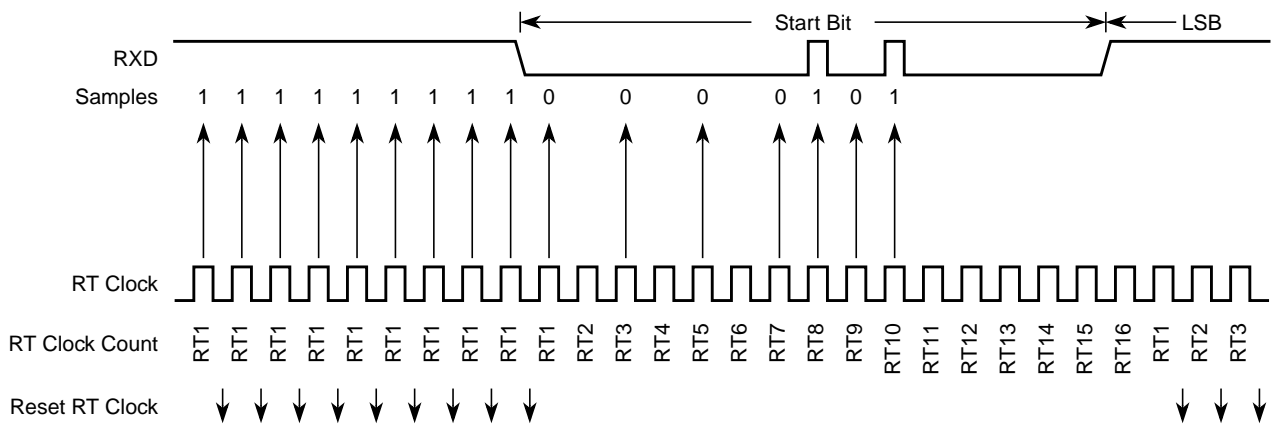 Start Bit LSB
RXD
Samples 1 1 1 1 1 1 1 1 1 0 0 0 0 1 0 1
RT Clock
RT Clock Count RT1 RT1 RT1 RT1 RT1 RT1 RT1 RT1 RT1 RT1 RT2 RT3 RT4 RT5 RT6 RT7 RT8 RT9 RT10 RT11 RT12 RT13 RT14 RT15 RT16 RT1 RT2 RT3
Reset RT Clock